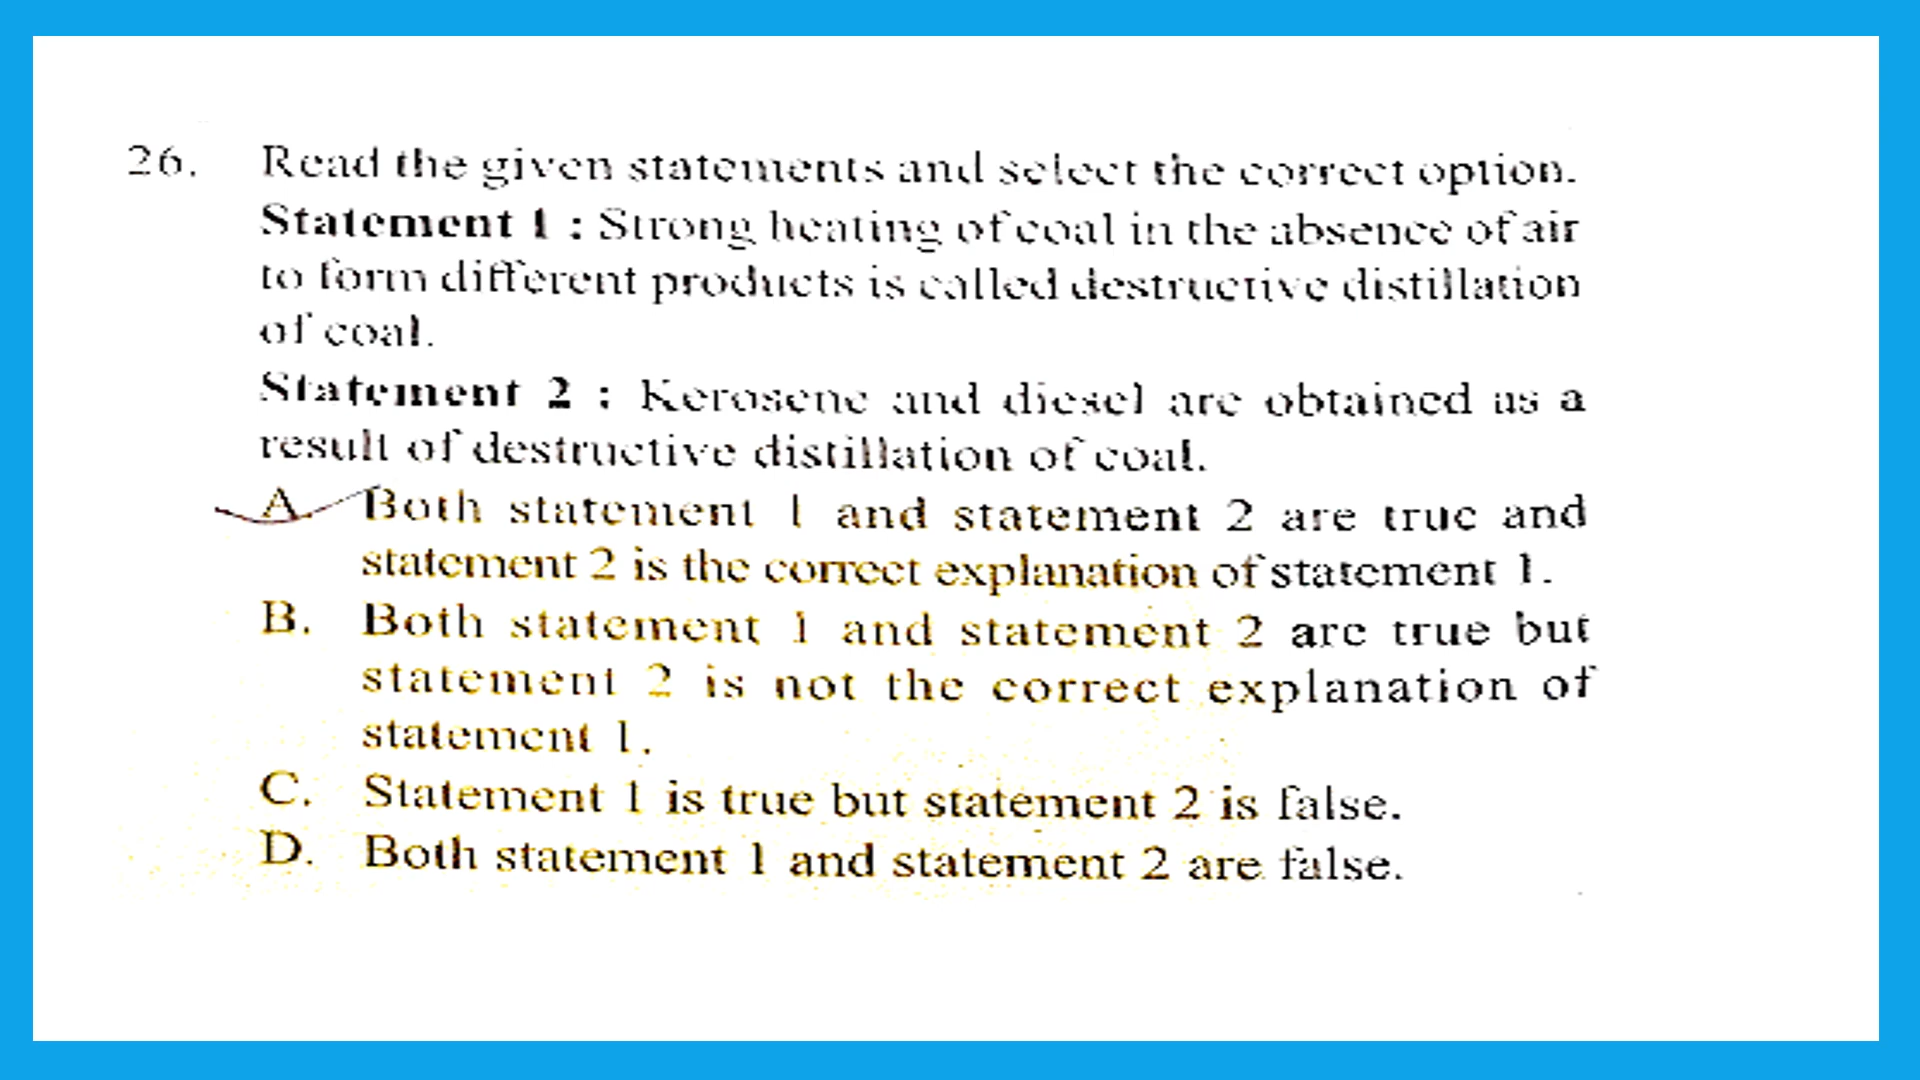 26. Read the given statements and select the correct option.
Statement 1 : Strong heating of coal in the absence of air
to form different products is called destructive distillation
of coal.
Statement 2 : Kerosene and diesel are obtained as a
result of destructive distillation of coal.
A. Both statement 1 and statement 2 are true and
statement 2 is the correct explanation of statement 1.
B. Both statement 1 and statement 2 are true but
statement 2 is not the correct explanation of
statement 1.
C. Statement 1 is true but statement 2 is false.
D. Both statement 1 and statement 2 are false.